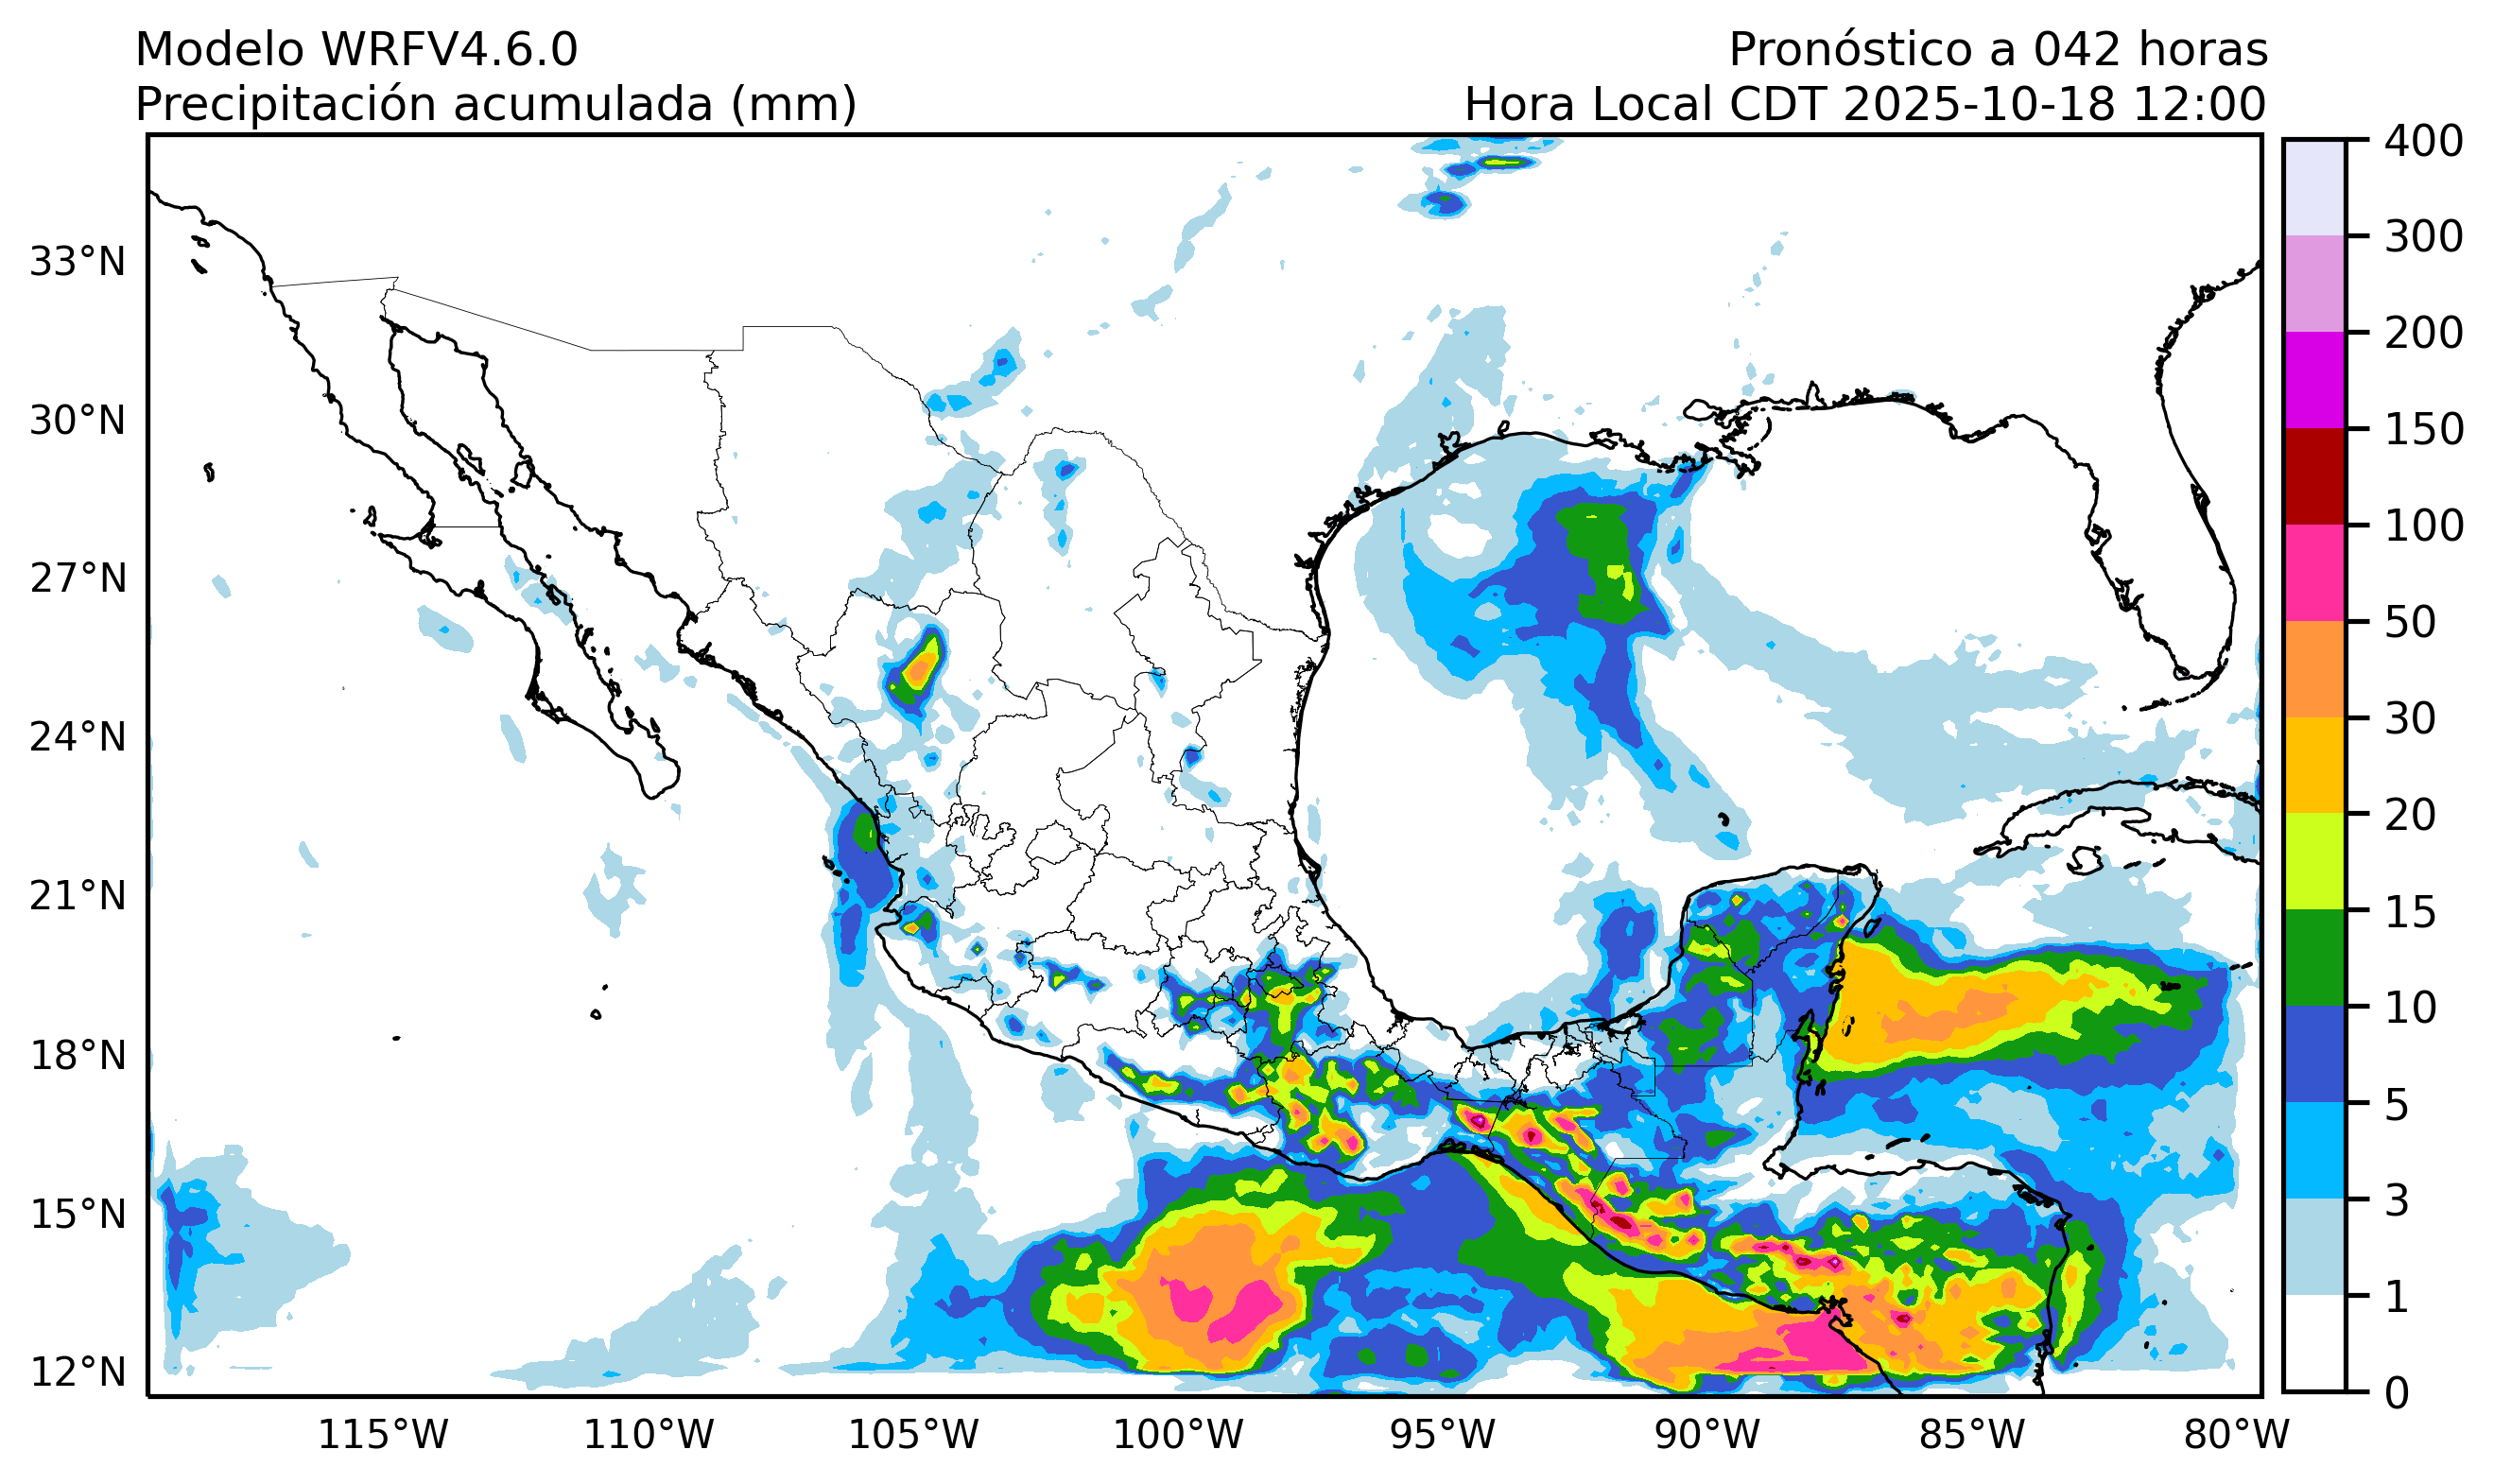 Modelo WRFV4.6.0
Pronóstico a 042 horas
Precipitación acumulada (mm)
Hora Local CDT 2025-10-18 12:00
33°N
30°N
27°N
24°N
21°N
18°N
15°N
12°N
115°W
110°W
105°W
100°W
95°W
90°W
85°W
80°W
400
300
200
150
100
50
30
20
15
10
5
3
1
0